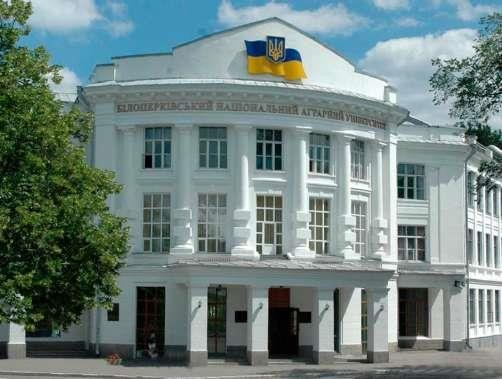 БІЛОЦЕРКІВСЬКИЙ НАЦІОНАЛЬНИЙ АГРАРНИЙ УНІВЕРСИТЕТ